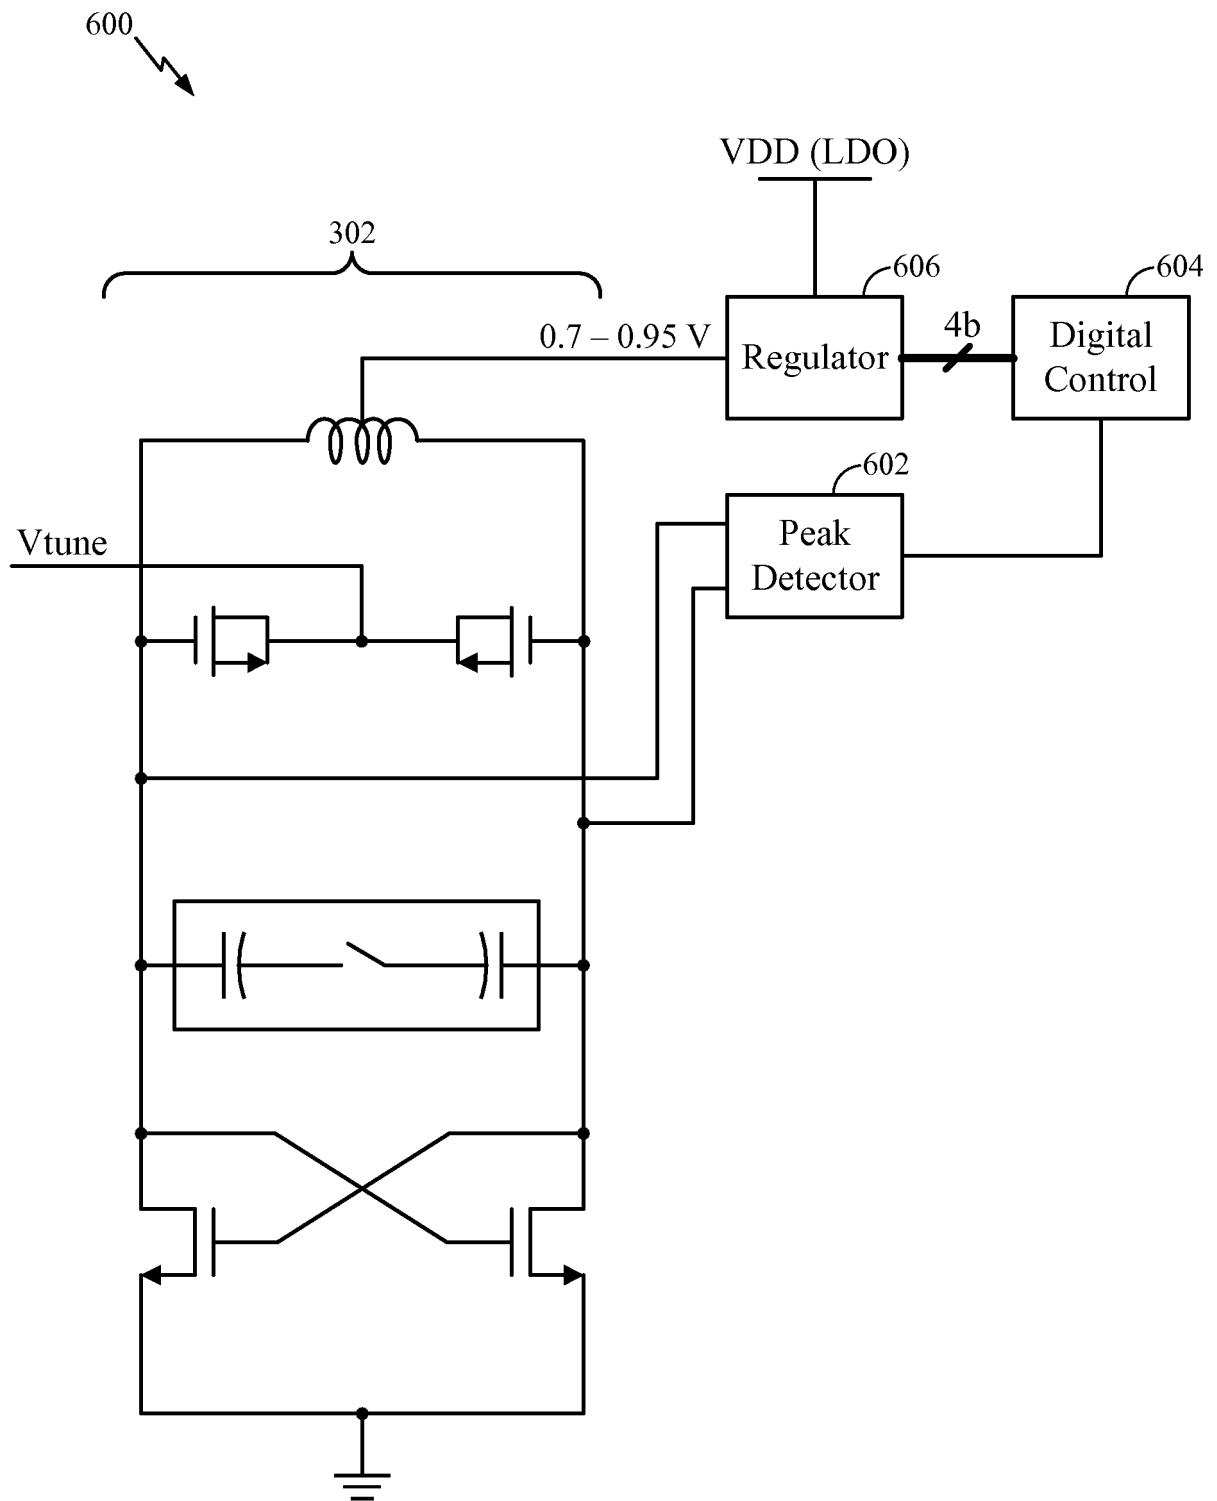 600
VDD (LDO)
302
606
604
0.7 – 0.95 V
4b
Regulator
Digital
Control
602
Peak
Detector
Vtune